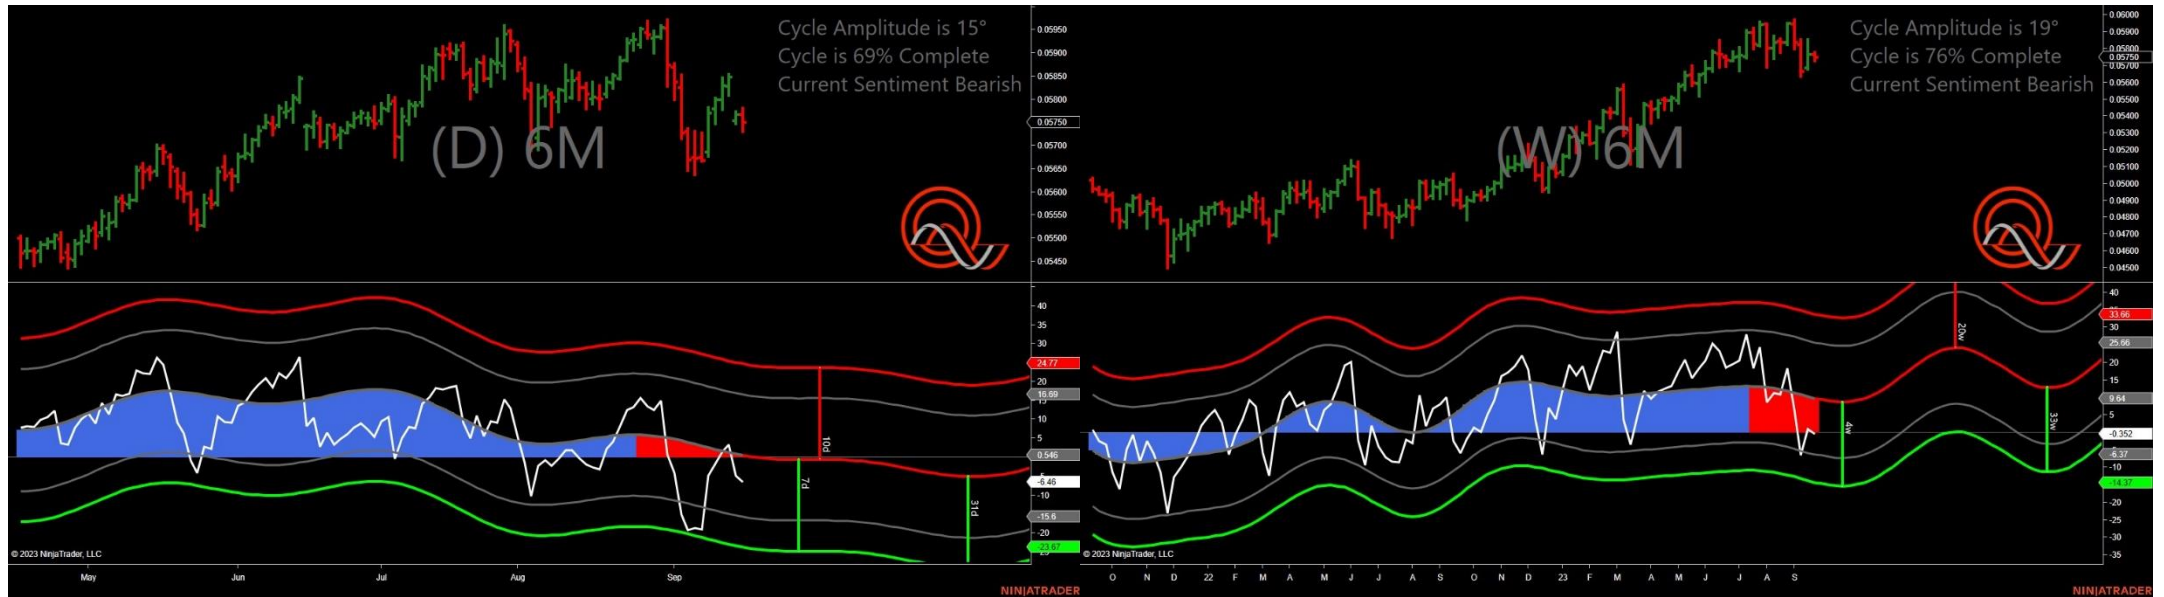 Cycle Amplitude is 15°
Cycle is 69% Complete
Current Sentiment Bearish
(D) 6M
0.05950
0.05900
0.05850
0.05800
0.05750
0.05700
0.05650
0.05600
0.05550
0.05500
0.05450
40
35
30
24.77
20
16.69
15
10
5
0.546
-5
-6.46
-10
-15.6
-20
-23.67
10d
7d
31d
© 2023 NinjaTrader, LLC
May
Jun
Jul
Aug
Sep
NINJATRADER
Cycle Amplitude is 19°
Cycle is 76% Complete
Current Sentiment Bearish
(W) 6M
0.06000
0.05900
0.05800
0.05750
0.05700
0.05600
0.05500
0.05400
0.05300
0.05200
0.05100
0.05000
0.04900
0.04800
0.04700
0.04600
0.04500
40
33.66
30
25.66
20
15
9.64
5
-0.352
-6.37
-10
-14.37
-20
-25
-30
-35
20w
4w
33w
© 2023 NinjaTrader, LLC
O
N
D
22
F
M
A
M
J
J
A
S
O
N
D
23
F
M
A
M
J
J
A
S
NINJATRADER